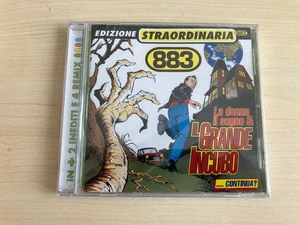 EDIZIONE STRAORDINARIA
883
La donna
il sogno &
IL GRANDE
INCUBO
...CONTINUA?
IN + 2 INEDITI E 4 REMIX